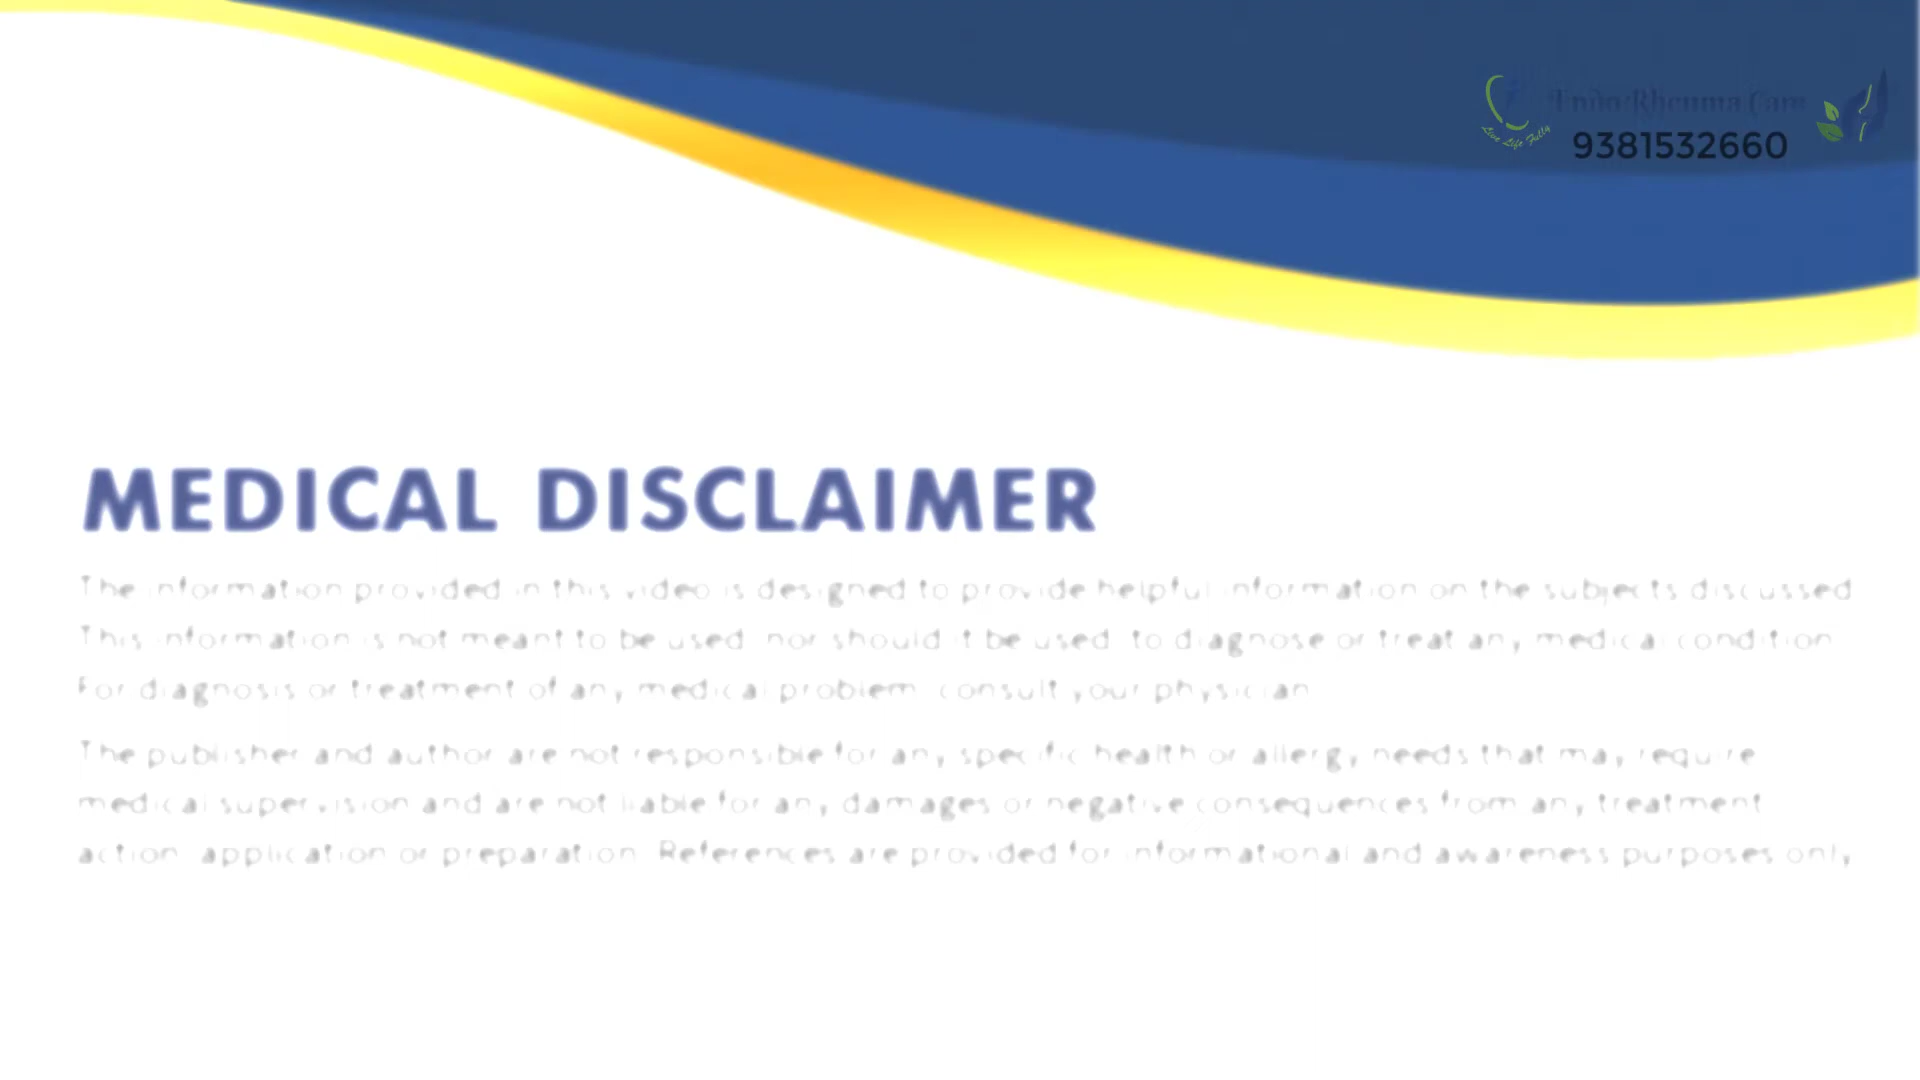 Endo Rheuma Care
Live Life Fully
9381532660
MEDICAL DISCLAIMER
The information provided in this video is designed to provide helpful information on the subjects discussed
This information is not meant to be used nor should it be used to diagnose or treat any medical condition
For diagnosis or treatment of any medical problem consult your physician
The publisher and author are not responsible for any specific health or allergy needs that may require
medical supervision and are not liable for any damages or negative consequences from any treatment
action application or preparation References are provided for informational and awareness purposes only